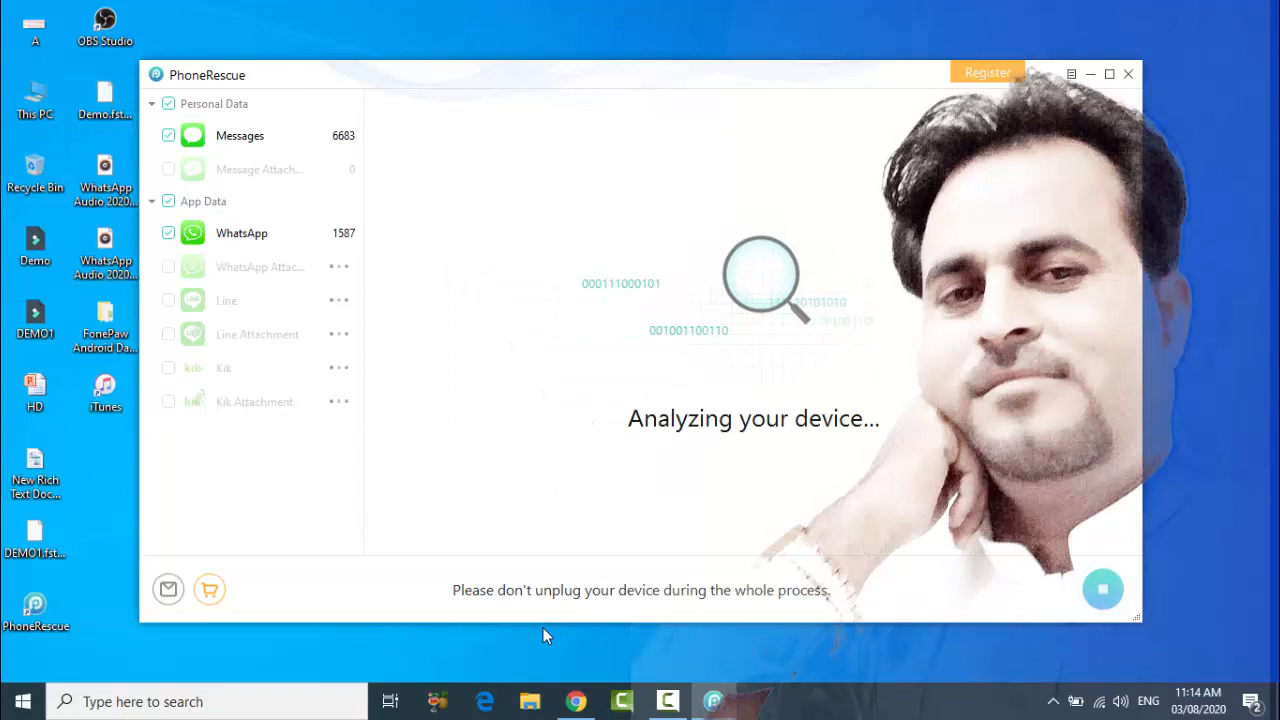 A
OBS Studio
This PC
Demo.fst...
Recycle Bin
WhatsApp
Audio 2020...
Demo
WhatsApp
Audio 2020...
DEMO1
FonePaw
Android Da...
HD
iTunes
New Rich
Text Doc...
DEMO1.fst...
PhoneRescue
PhoneRescue
Register
Personal Data
Messages 6683
Message Attach... 0
App Data
WhatsApp 1587
WhatsApp Attac... •••
Line •••
Line Attachment •••
Kik •••
Kik Attachment •••
000111000101
001001100110
Analyzing your device...
Please don't unplug your device during the whole process.
Type here to search
ENG
11:14 AM
03/08/2020
2